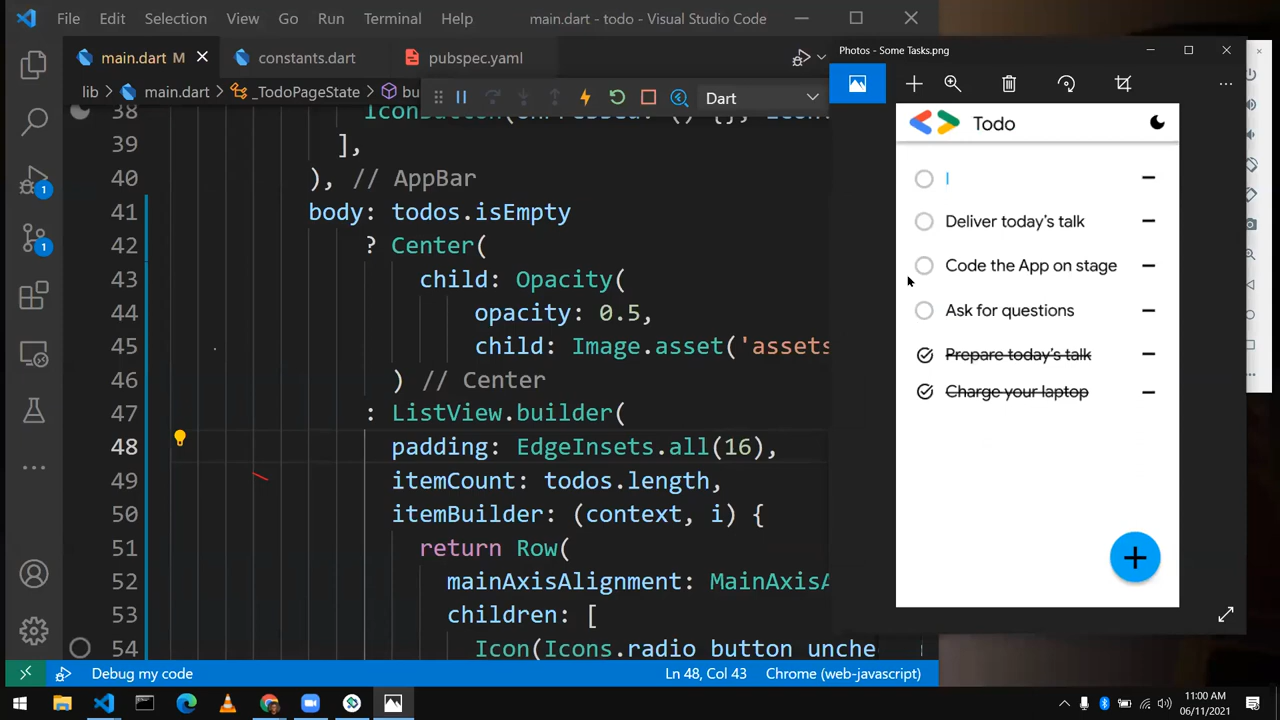 File Edit Selection View Go Run Terminal Help main.dart - todo - Visual Studio Code
main.dart M constants.dart pubspec.yaml
lib > main.dart > _TodoPageState > bu
Dart
38
39 ],
40 ), // AppBar
41 body: todos.isEmpty
42 ? Center(
43 child: Opacity(
44 opacity: 0.5,
45 child: Image.asset('assets
46 ) // Center
47 : ListView.builder(
48 padding: EdgeInsets.all(16),
49 itemCount: todos.length,
50 itemBuilder: (context, i) {
51 return Row(
52 mainAxisAlignment: MainAxisA
53 children: [
54 Icon(Icons.radio_button_unche
1
1
Debug my code Ln 48, Col 43 Chrome (web-javascript)
Photos - Some Tasks.png
Todo
Deliver today's talk
Code the App on stage
Ask for questions
Prepare today's talk
Charge your laptop
11:00 AM
06/11/2021